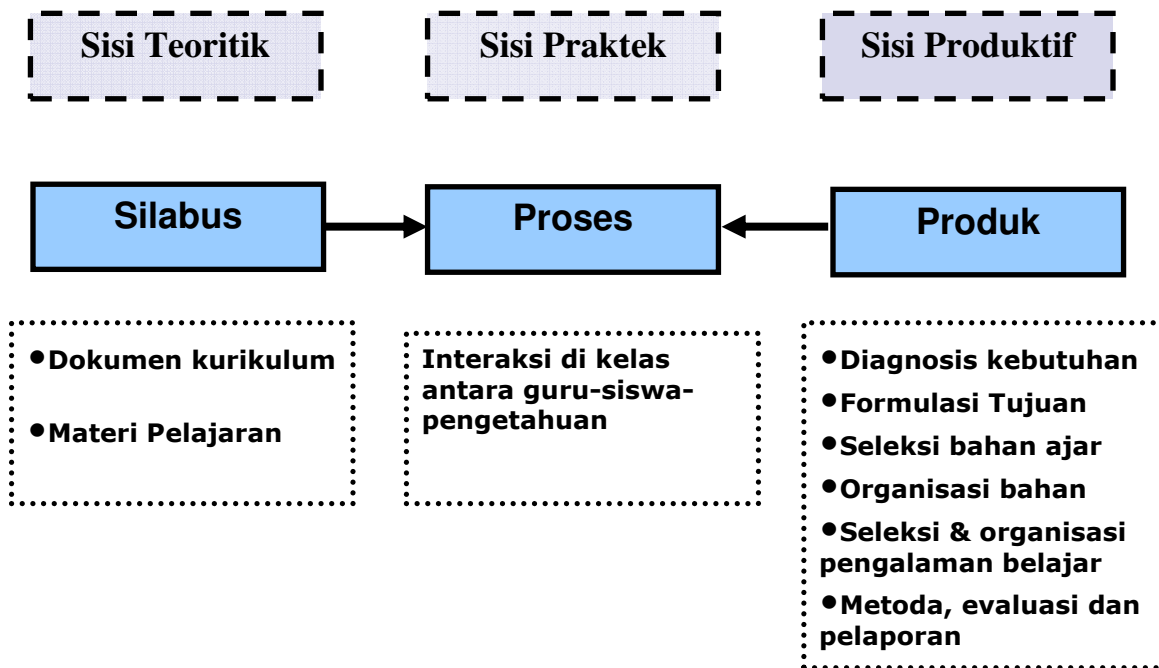 Sisi Teoritik
Sisi Praktek
Sisi Produktif
Silabus
Proses
Produk
•Dokumen kurikulum
•Materi Pelajaran
Interaksi di kelas
antara guru-siswa-
pengetahuan
•Diagnosis kebutuhan
•Formulasi Tujuan
•Seleksi bahan ajar
•Organisasi bahan
•Seleksi & organisasi
pengalaman belajar
•Metoda, evaluasi dan
pelaporan